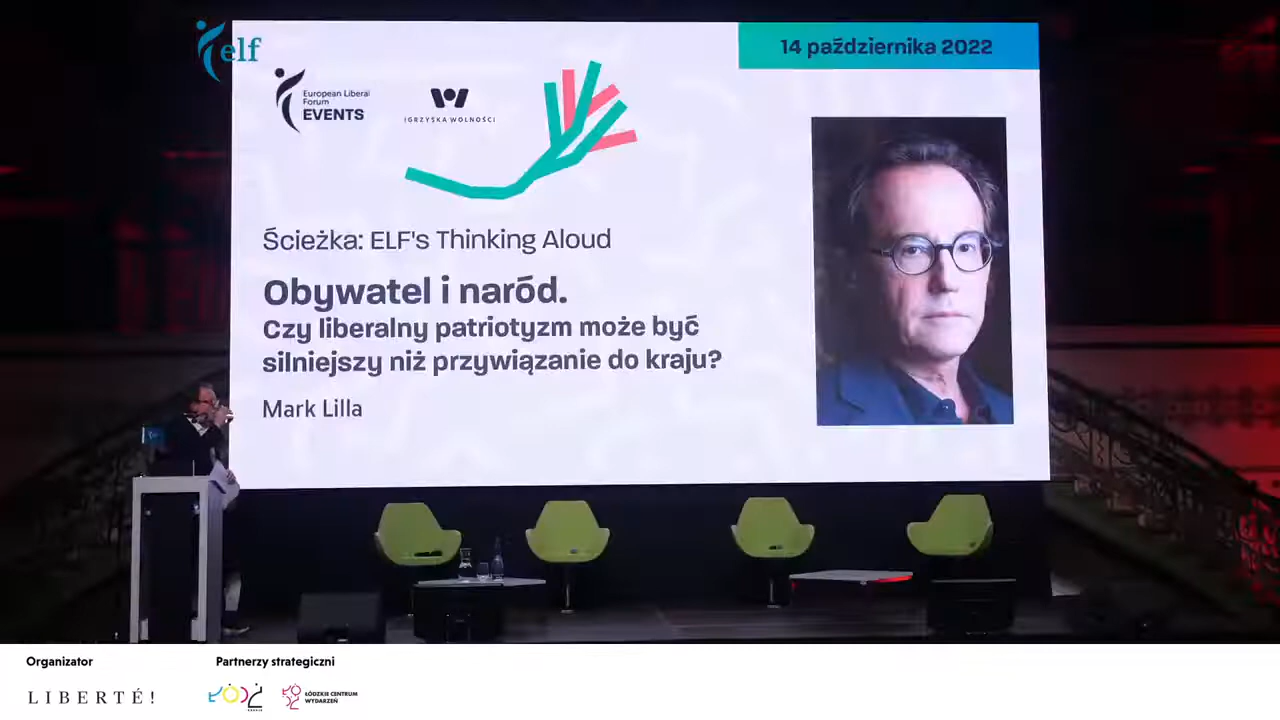 elf
14 października 2022
European Liberal
Forum
EVENTS
IGRZYSKA WOLNOŚCI
Ścieżka: ELF's Thinking Aloud
Obywatel i naród.
Czy liberalny patriotyzm może być
silniejszy niż przywiązanie do kraju?
Mark Lilla
Organizator
Partnerzy strategiczni
LIBERTÉ!
ŁÓDŹ
ŁÓDZKIE CENTRUM
WYDARZEŃ